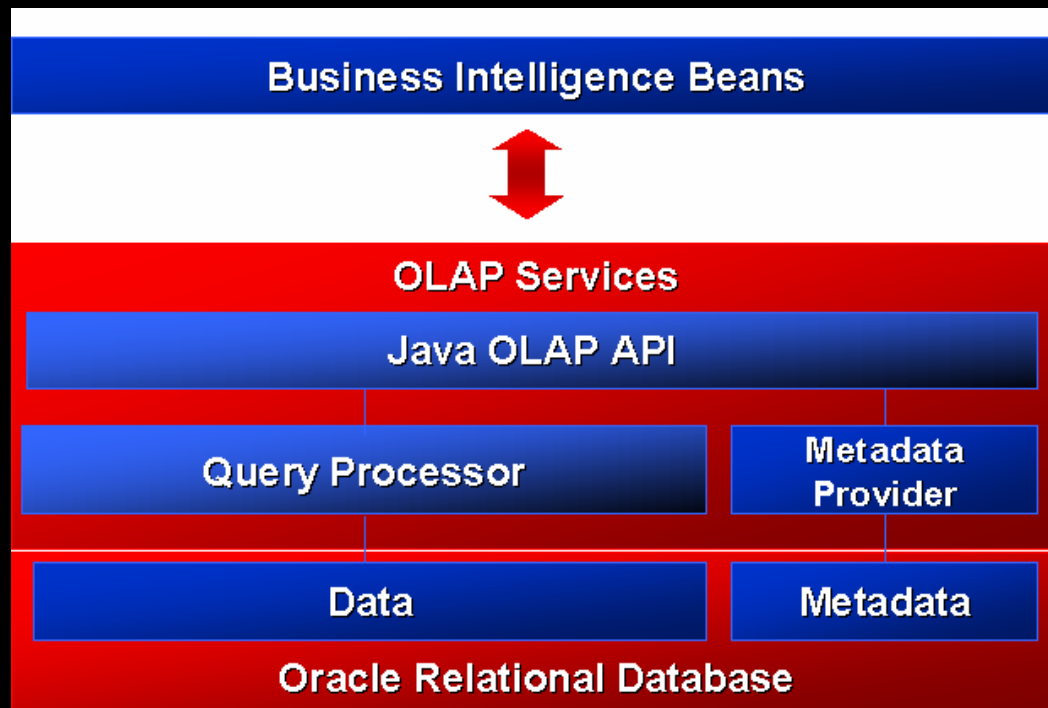 Business Intelligence Beans
OLAP Services
Java OLAP API
Query Processor
Metadata
Provider
Data
Metadata
Oracle Relational Database